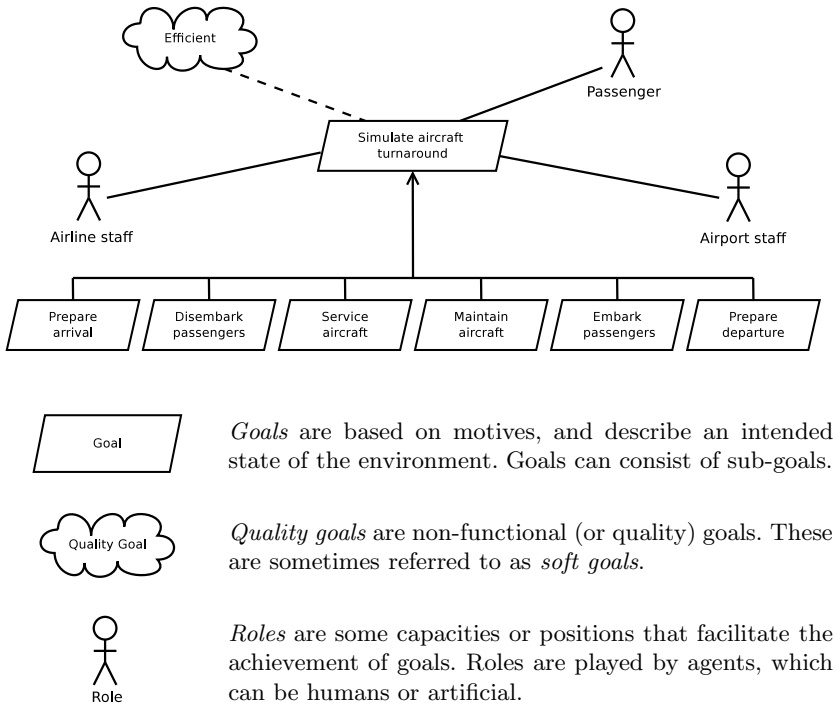 Efficient
Passenger
Simulate aircraft
turnaround
Airline staff
Airport staff
Prepare
arrival
Disembark
passengers
Service
aircraft
Maintain
aircraft
Embark
passengers
Prepare
departure
Goal
Goals are based on motives, and describe an intended
state of the environment. Goals can consist of sub-goals.
Quality Goal
Quality goals are non-functional (or quality) goals. These
are sometimes referred to as soft goals.
Role
Roles are some capacities or positions that facilitate the
achievement of goals. Roles are played by agents, which
can be humans or artificial.